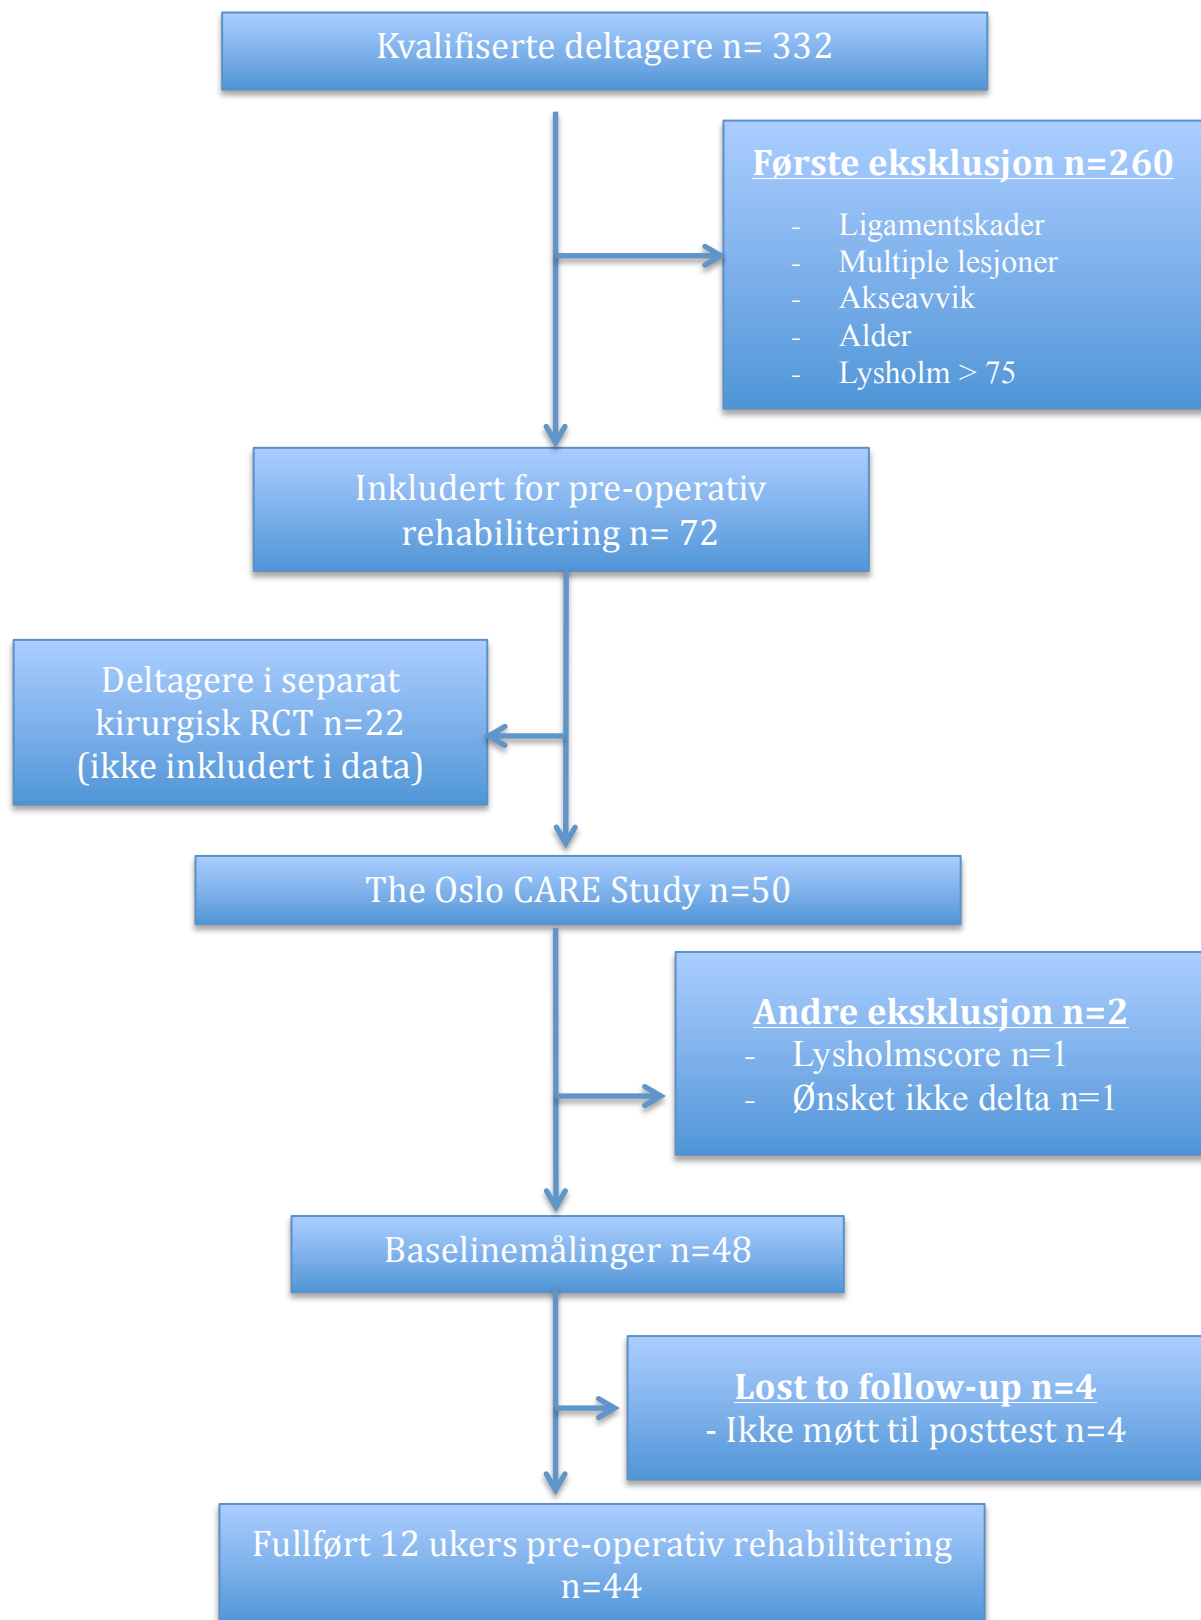 Kvalifiserte deltagere n= 332
Første eksklusjon n=260
- Ligamentskader
- Multiple lesjoner
- Akseavvik
- Alder
- Lysholm > 75
Inkludert for pre-operativ
rehabilitering n= 72
Deltagere i separat
kirurgisk RCT n=22
(ikke inkludert i data)
The Oslo CARE Study n=50
Andre eksklusjon n=2
- Lysholmscore n=1
- Ønsket ikke delta n=1
Baselinemålinger n=48
Lost to follow-up n=4
- Ikke møtt til posttest n=4
Fullført 12 ukers pre-operativ rehabilitering
n=44